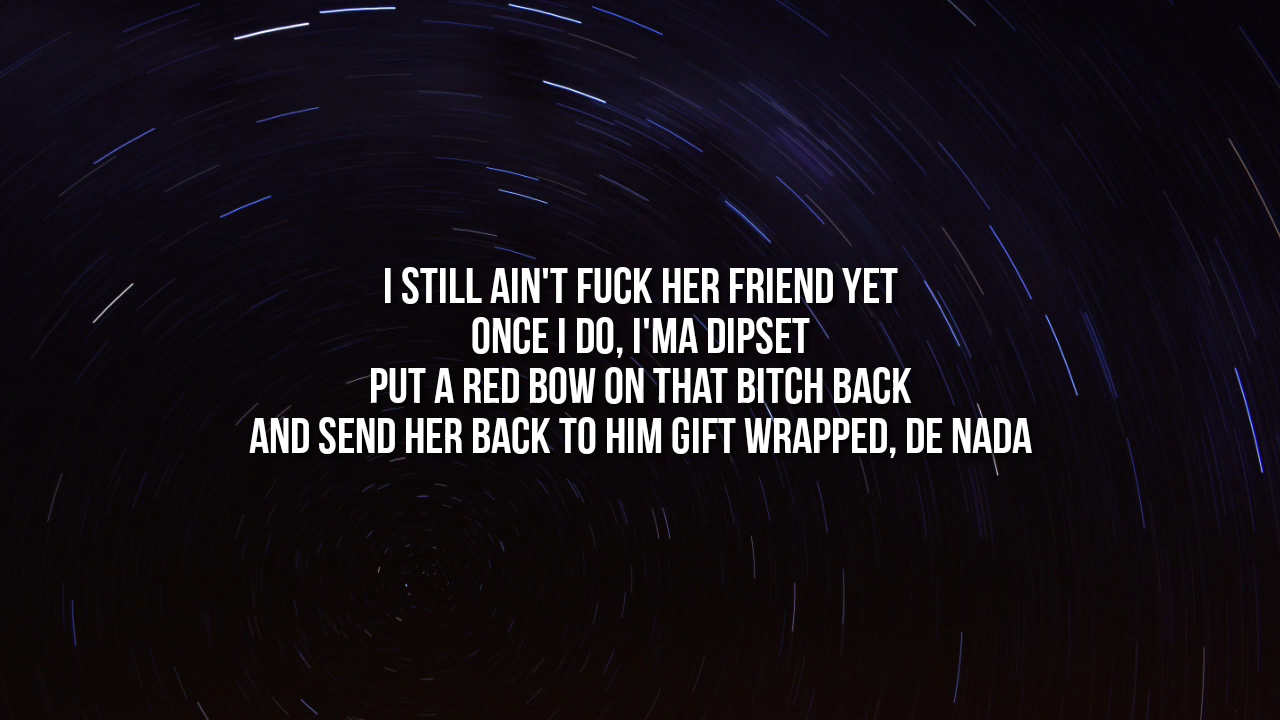 I STILL AIN'T FUCK HER FRIEND YET
ONCE I DO, I'MA DIPSET
PUT A RED BOW ON THAT BITCH BACK
AND SEND HER BACK TO HIM GIFT WRAPPED, DE NADA